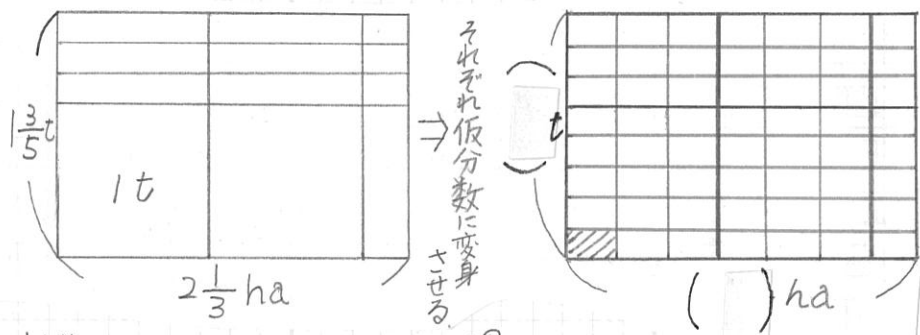 1 3/5 t
1t
2 1/3 ha
それぞれ仮分数に変身
させる
⇒
( ) t
( ) ha